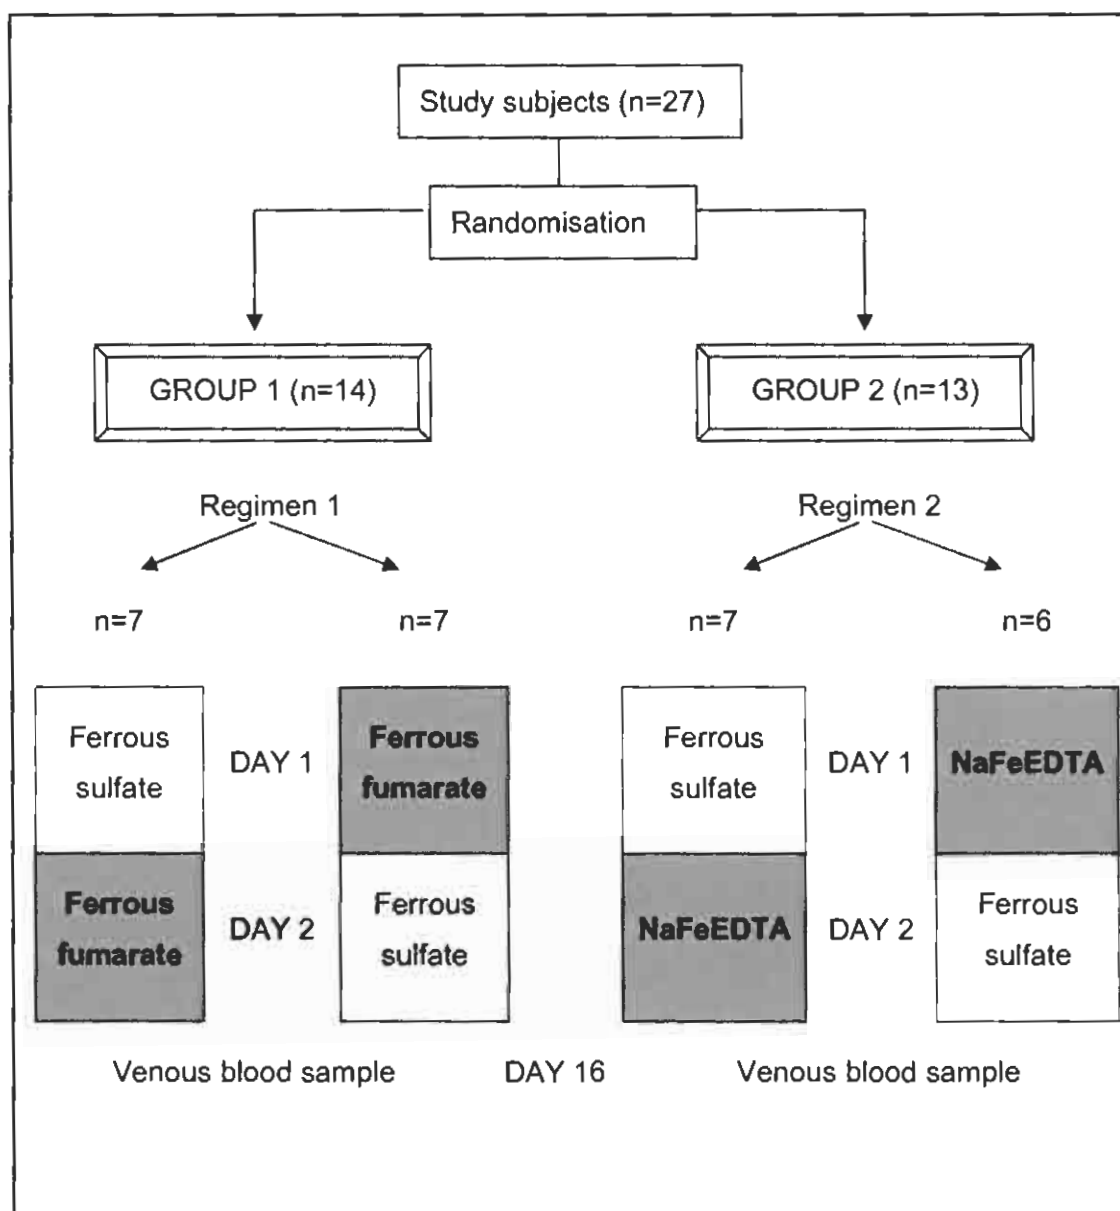 Study subjects (n=27)
Randomisation
GROUP 1 (n=14)
GROUP 2 (n=13)
Regimen 1
Regimen 2
n=7
n=7
n=7
n=6
Ferrous
sulfate
DAY 1
Ferrous
fumarate
Ferrous
sulfate
DAY 1
NaFeEDTA
Ferrous
fumarate
DAY 2
Ferrous
sulfate
NaFeEDTA
DAY 2
Ferrous
sulfate
Venous blood sample
DAY 16
Venous blood sample